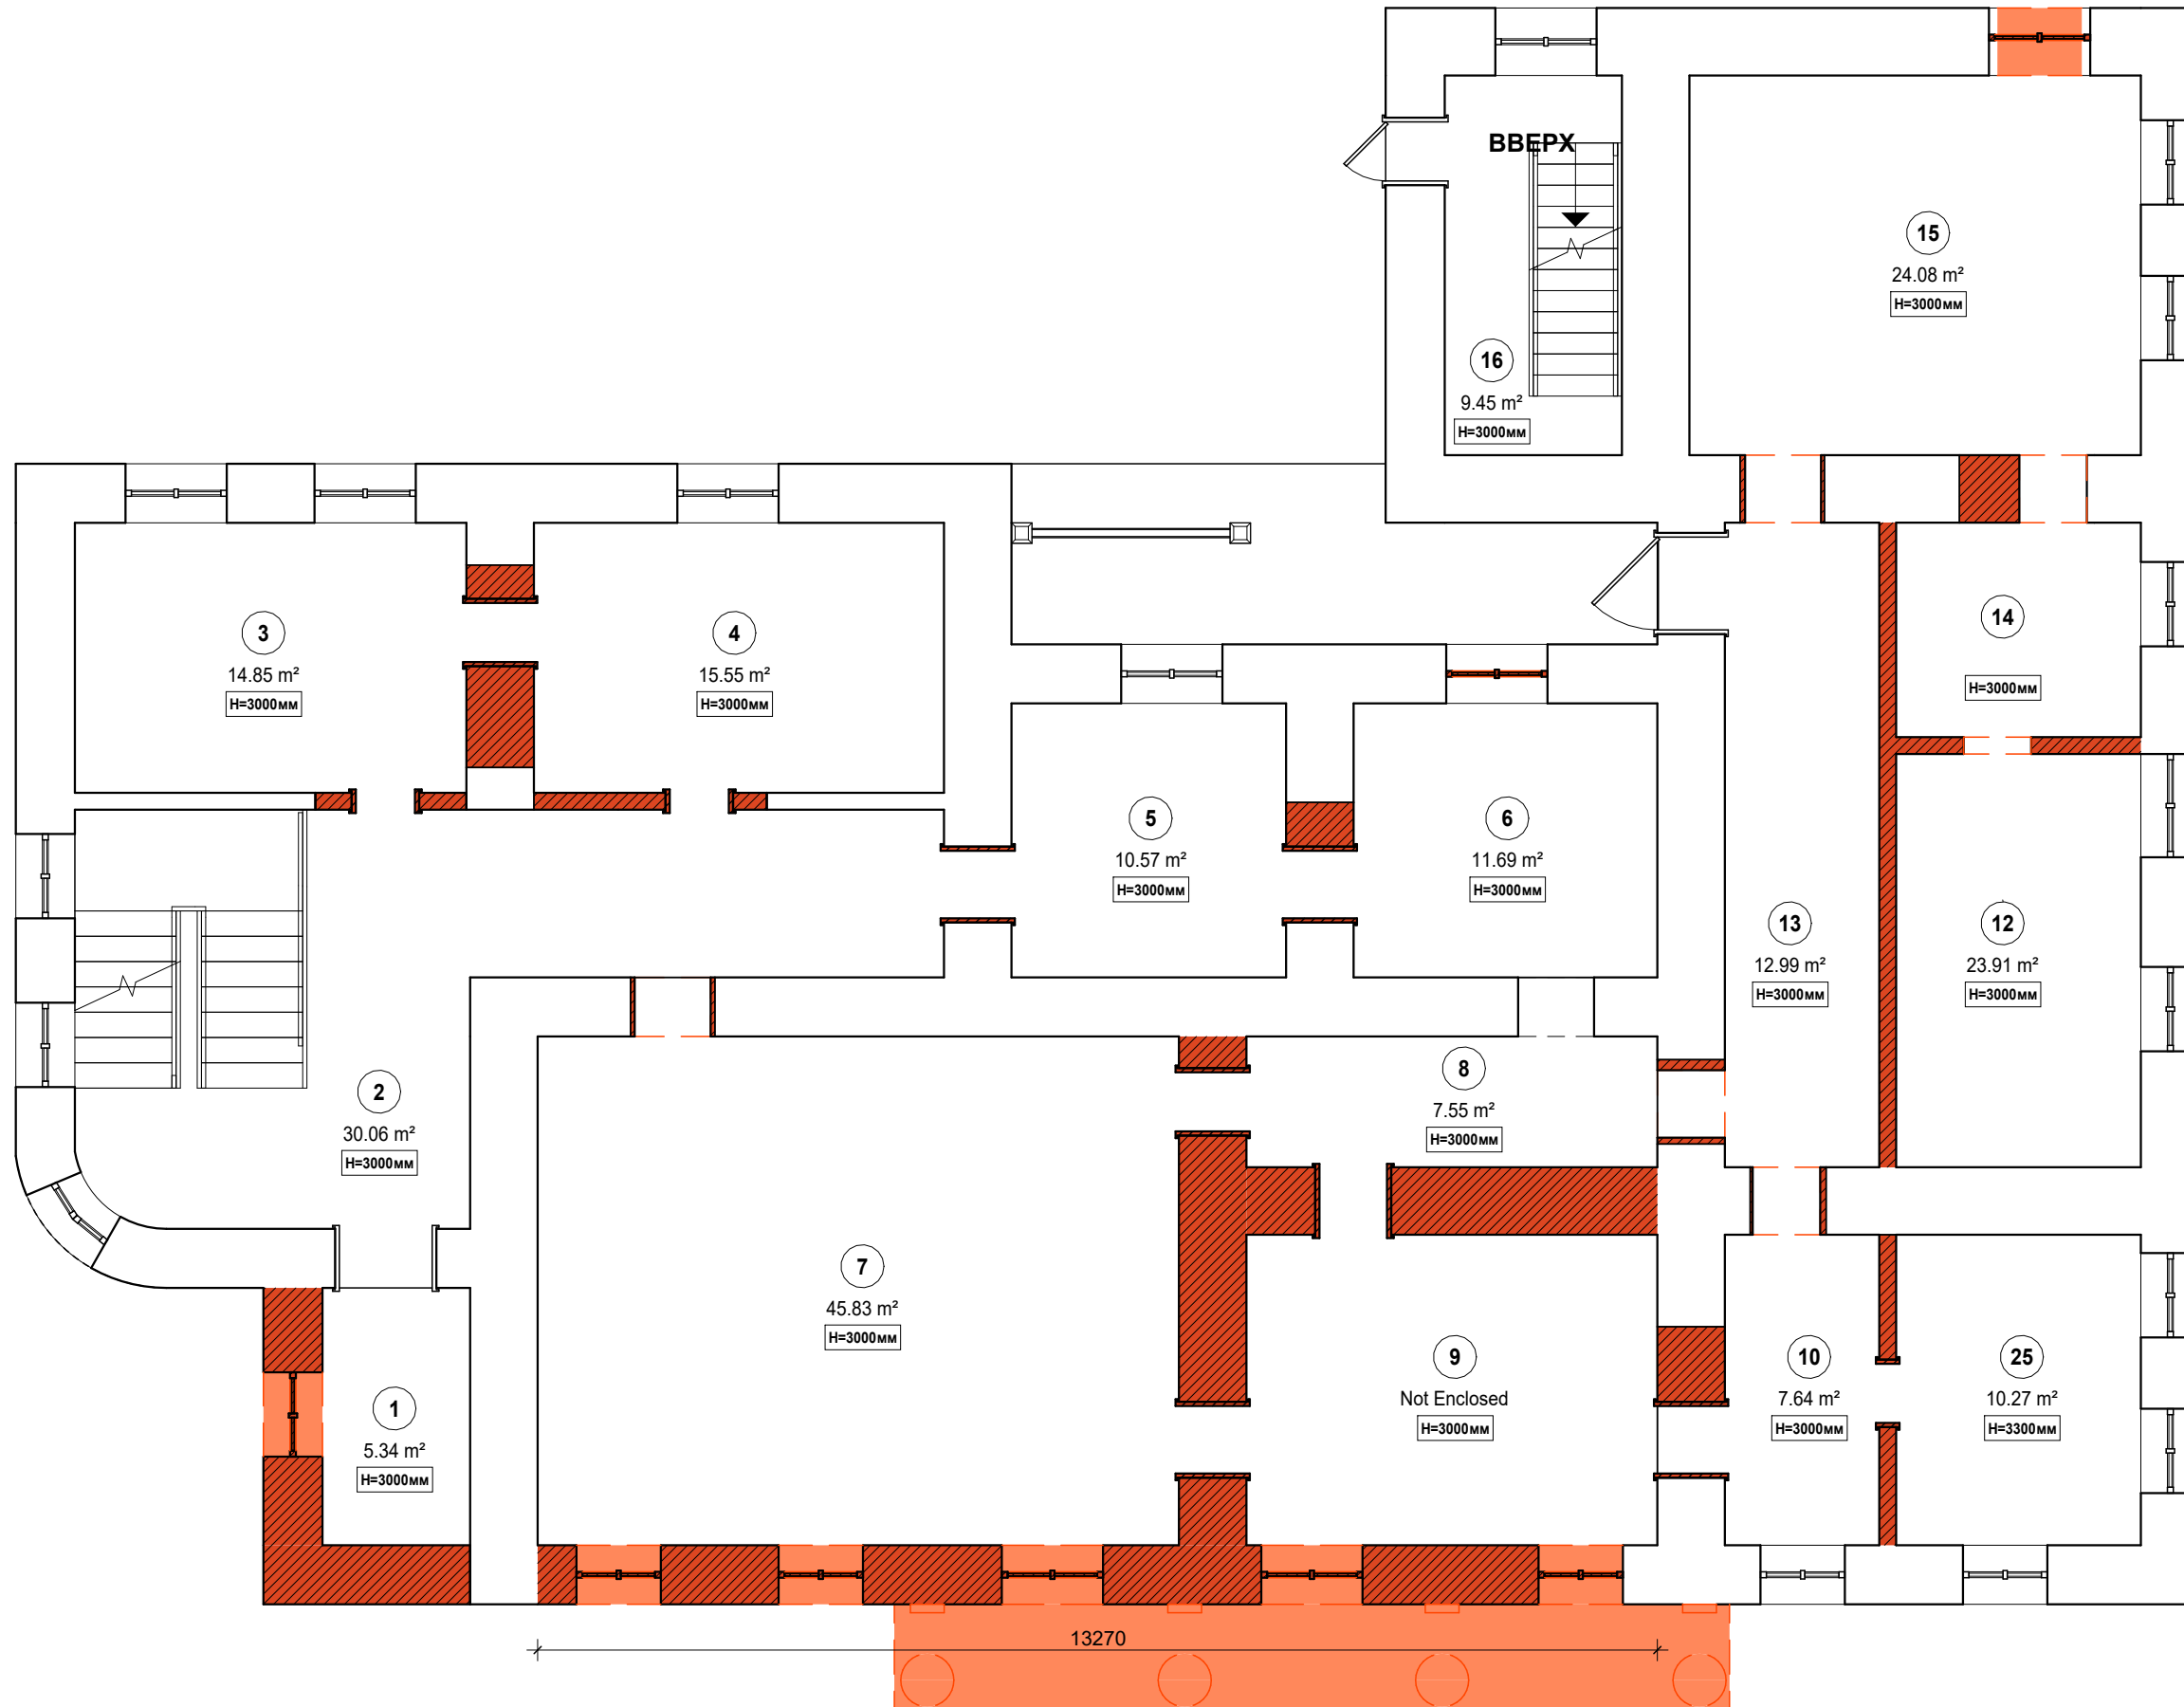 ВВЕРХ
15
24.08 m²
H=3000мм
16
9.45 m²
H=3000мм
3
14.85 m²
H=3000мм
4
15.55 m²
H=3000мм
14
H=3000мм
5
10.57 m²
H=3000мм
6
11.69 m²
H=3000мм
13
12.99 m²
H=3000мм
12
23.91 m²
H=3000мм
2
30.06 m²
H=3000мм
8
7.55 m²
H=3000мм
7
45.83 m²
H=3000мм
1
5.34 m²
H=3000мм
9
Not Enclosed
H=3000мм
10
7.64 m²
H=3000мм
25
10.27 m²
H=3300мм
13270